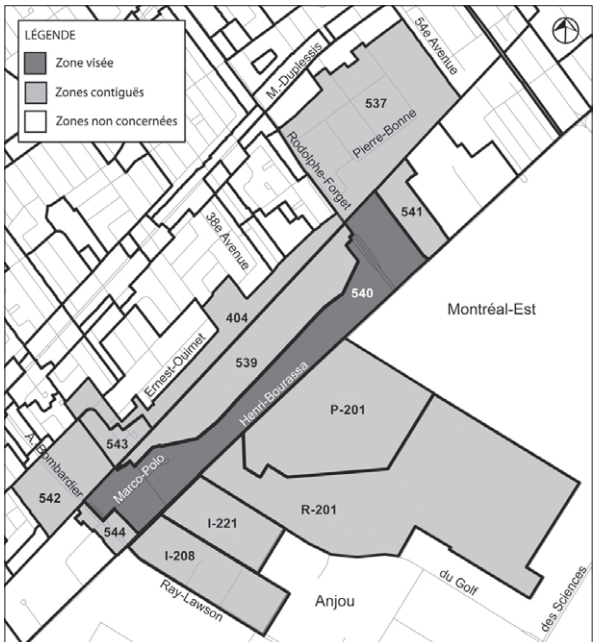 LÉGENDE
Zone visée
Zones contiguës
Zones non concernées
54e Avenue
M.-Duplessis
537
Pierre-Bonne
Rodolphe-Forget
541
38e Avenue
540
Montréal-Est
404
539
Ernest-Ouimet
Henri-Bourassa
P-201
A.-Bombardier
543
Marco-Polo
542
544
R-201
I-221
I-208
Ray-Lawson
Anjou
du Golf
des Sciences